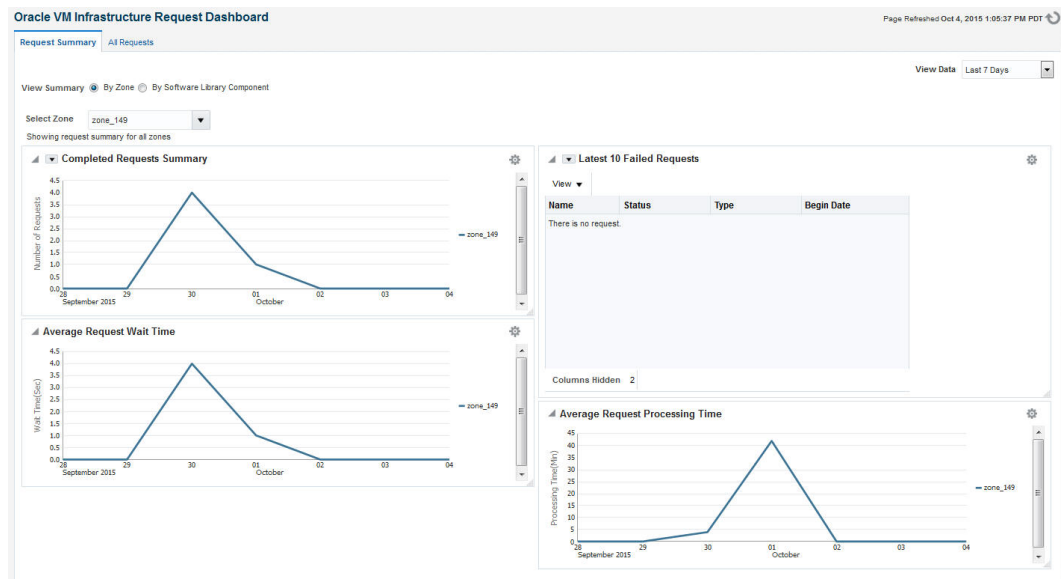 Oracle VM Infrastructure Request Dashboard
Page Refreshed Oct 4, 2015 1:05:37 PM PDT
Request Summary All Requests
View Data Last 7 Days
View Summary By Zone By Software Library Component
Select Zone zone_149
Showing request summary for all zones
Completed Requests Summary
Number of Requests
4.5
4.0
3.5
3.0
2.5
2.0
1.5
1.0
0.5
0.0
28 29 30 01 02 03 04
September 2015 October
zone_149
Latest 10 Failed Requests
View
Name Status Type Begin Date
There is no request.
Columns Hidden 2
Average Request Wait Time
Wait Time(Sec)
4.5
4.0
3.5
3.0
2.5
2.0
1.5
1.0
0.5
0.0
28 29 30 01 02 03 04
September 2015 October
zone_149
Average Request Processing Time
Processing Time(Min)
45
40
35
30
25
20
15
10
5
0
28 29 30 01 02 03 04
September 2015 October
zone_149